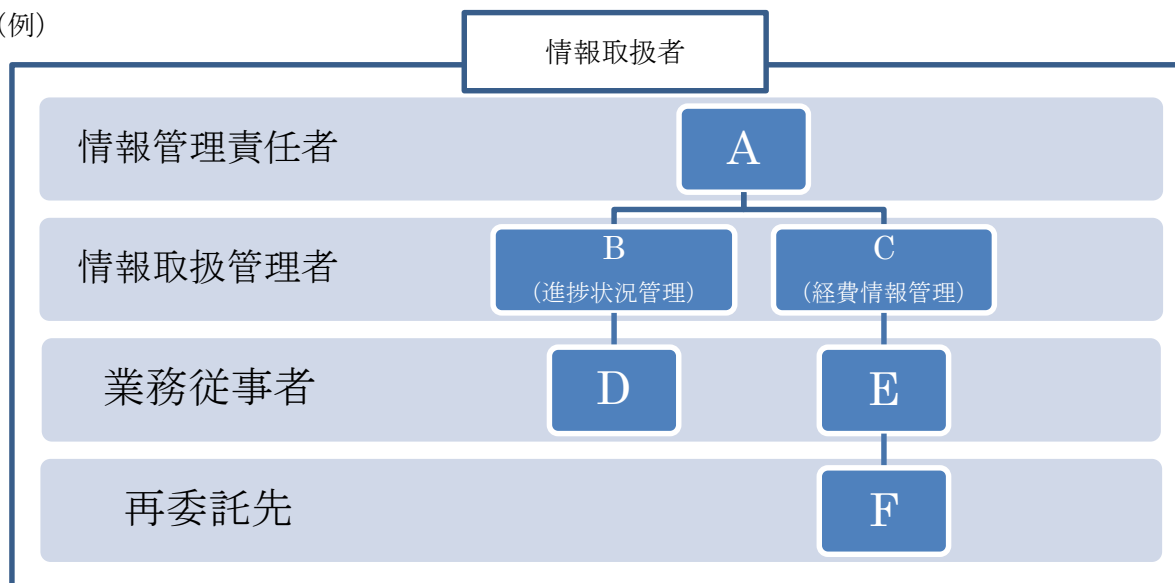 (例)
情報取扱者
情報管理責任者
A
情報取扱管理者
B
(進捗状況管理)
C
(経費情報管理)
業務従事者
D
E
再委託先
F